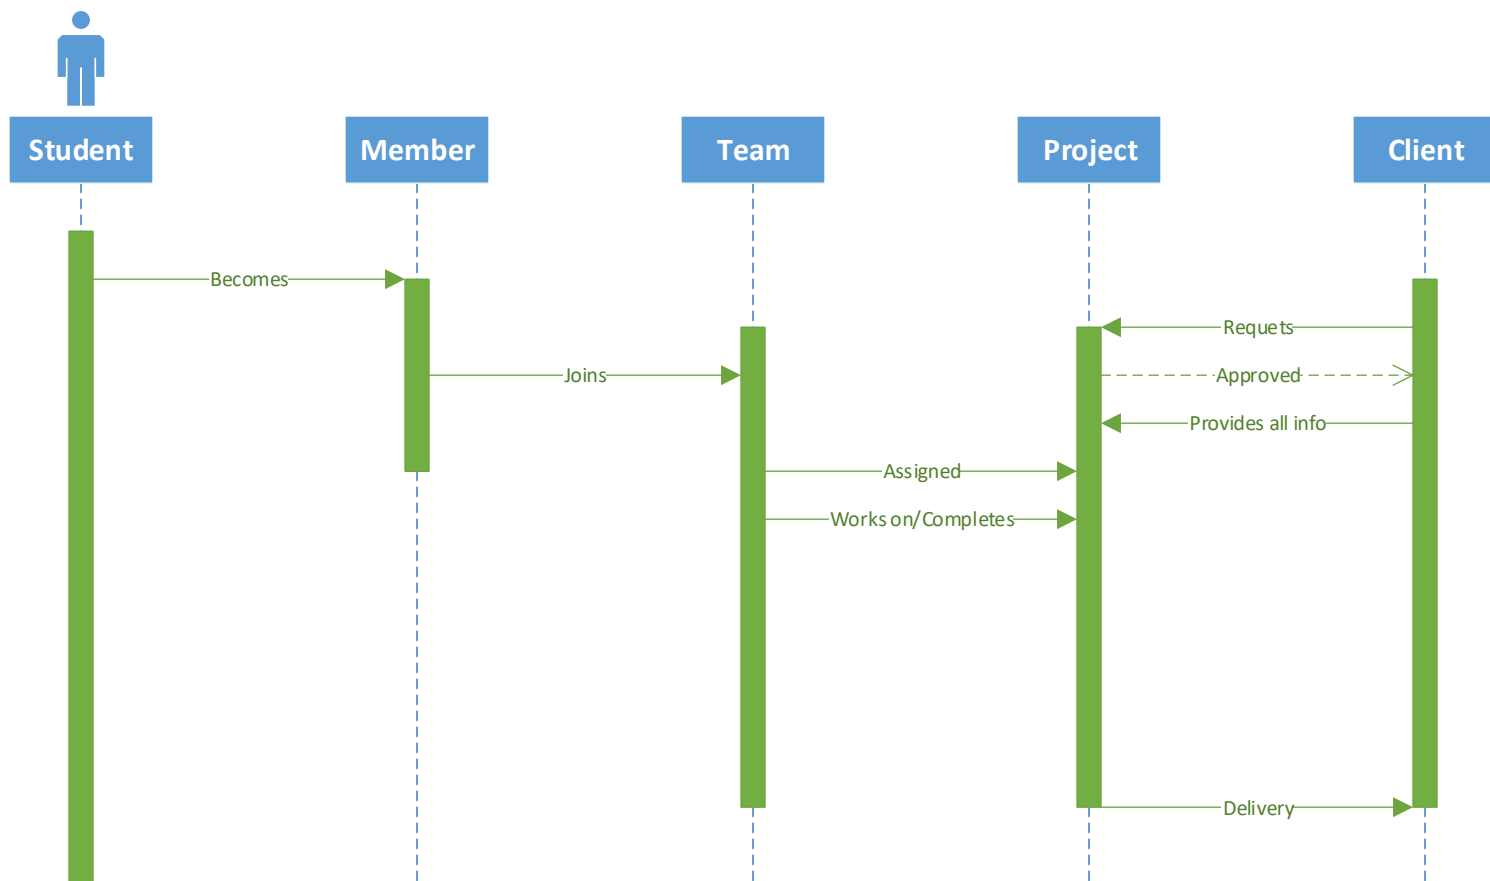 Student
Member
Team
Project
Client
Becomes
Requets
Joins
Approved
Provides all info
Assigned
Works on/Completes
Delivery